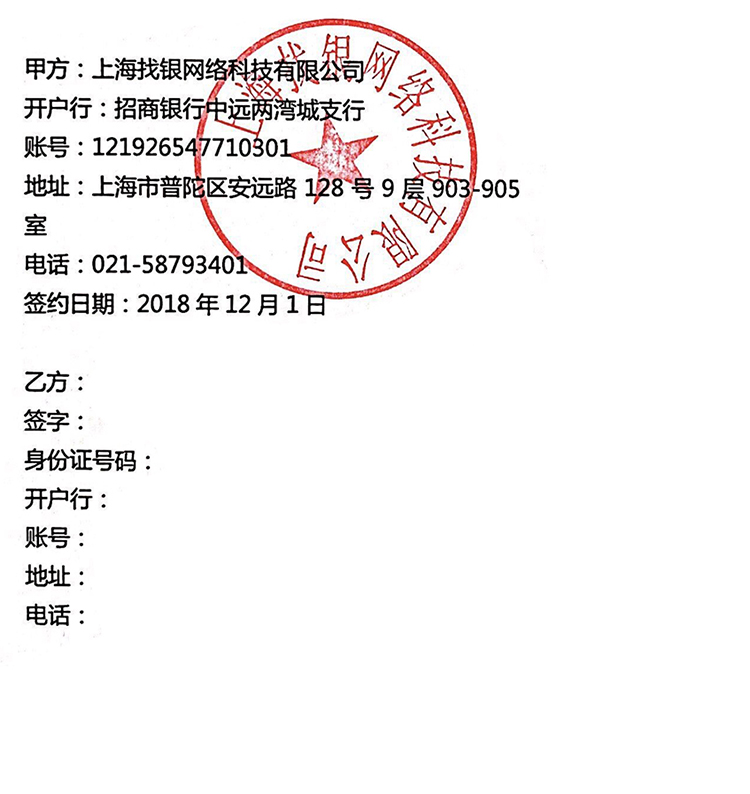 甲方：上海找银网络科技有限公司
开户行：招商银行中远两湾城支行
账号：121926547710301
地址：上海市普陀区安远路 128 号 9 层 903-905
室
电话：021-58793401
签约日期：2018 年 12 月 1 日
上海找银网络科技有限公司
乙方：
签字：
身份证号码：
开户行：
账号：
地址：
电话：